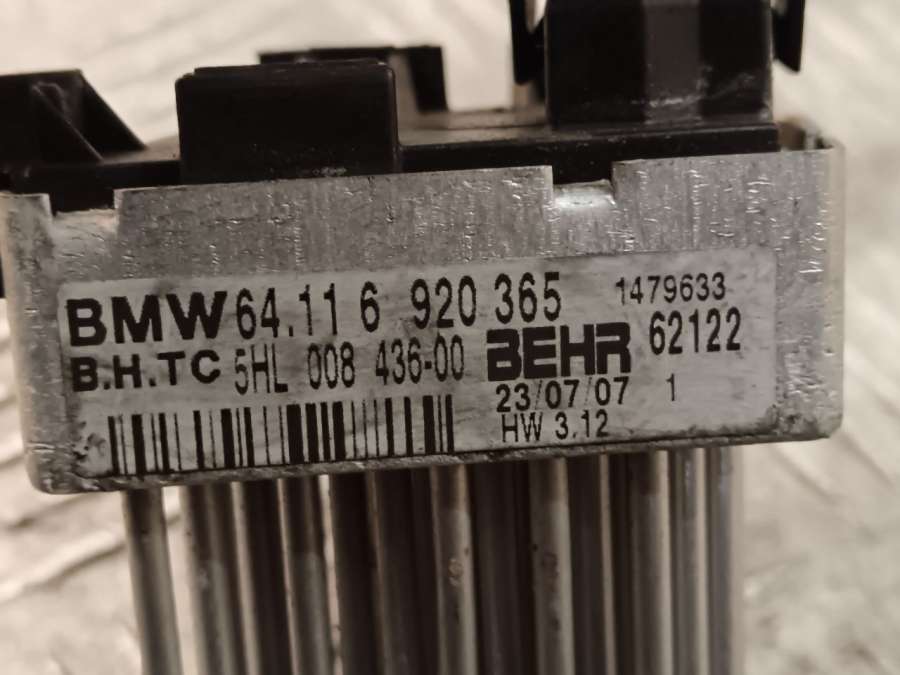 BMW 64.11 6 920 365 1479633
B.H.TC 5HL 008 436-00 BEHR 62122
23/07/07 1
HW 3.12